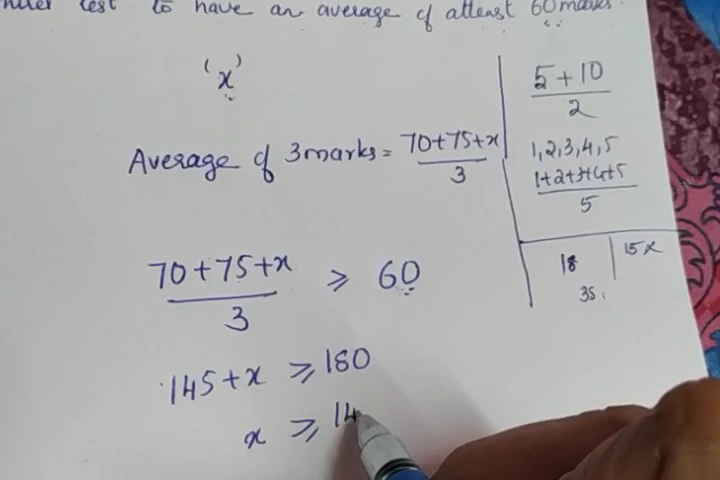 test to have an average of atleast 60 marks.
(x)
Average of 3 marks = 70+75+x
3
70+75+x ≥ 60
3
145+x ≥ 180
x ≥ 14
5+10
2
1,2,3,4,5
1+2+3+4+5
5
18 15x
35